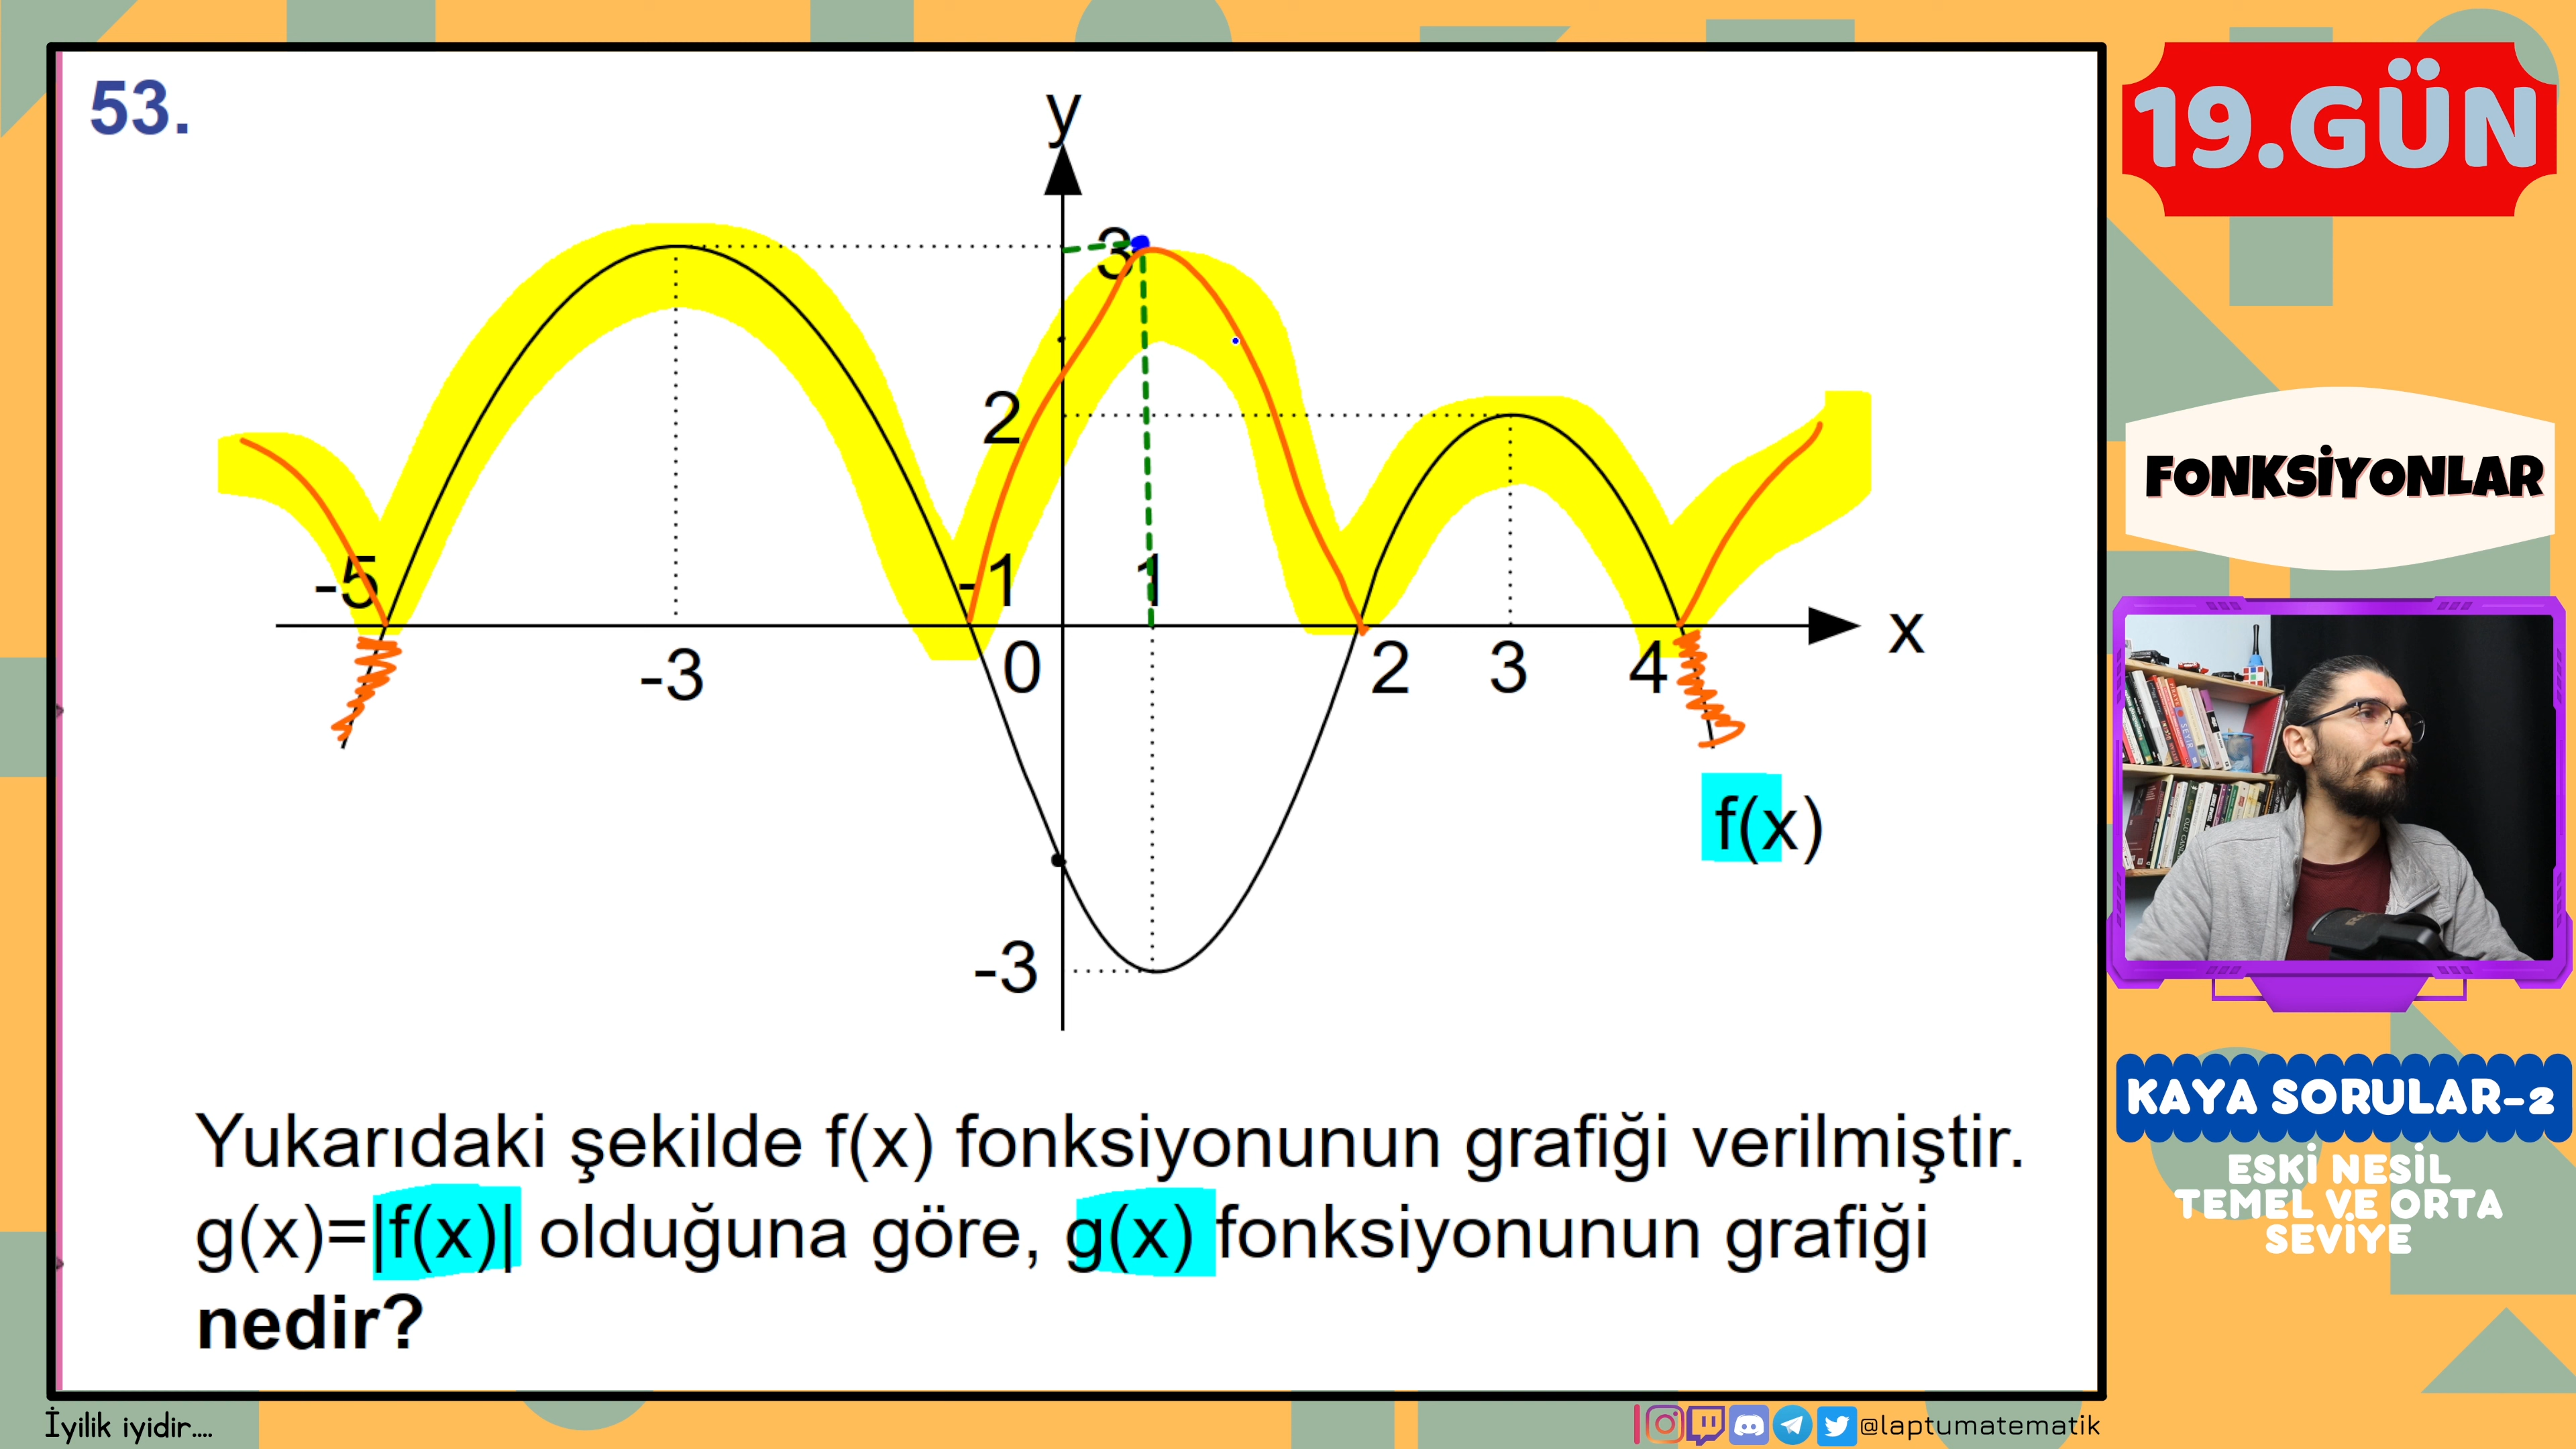 53.
y
3
2
-5
-1
1
x
-3
0
2
3
4
f(x)
-3
Yukarıdaki şekilde f(x) fonksiyonunun grafiği verilmiştir.
g(x)=|f(x)| olduğuna göre, g(x) fonksiyonunun grafiği
nedir?
19.GÜN
FONKSİYONLAR
KAYA SORULAR-2
ESKİ NESİL
TEMEL VE ORTA
SEVİYE
İyilik iyidir....
@laptumatematik